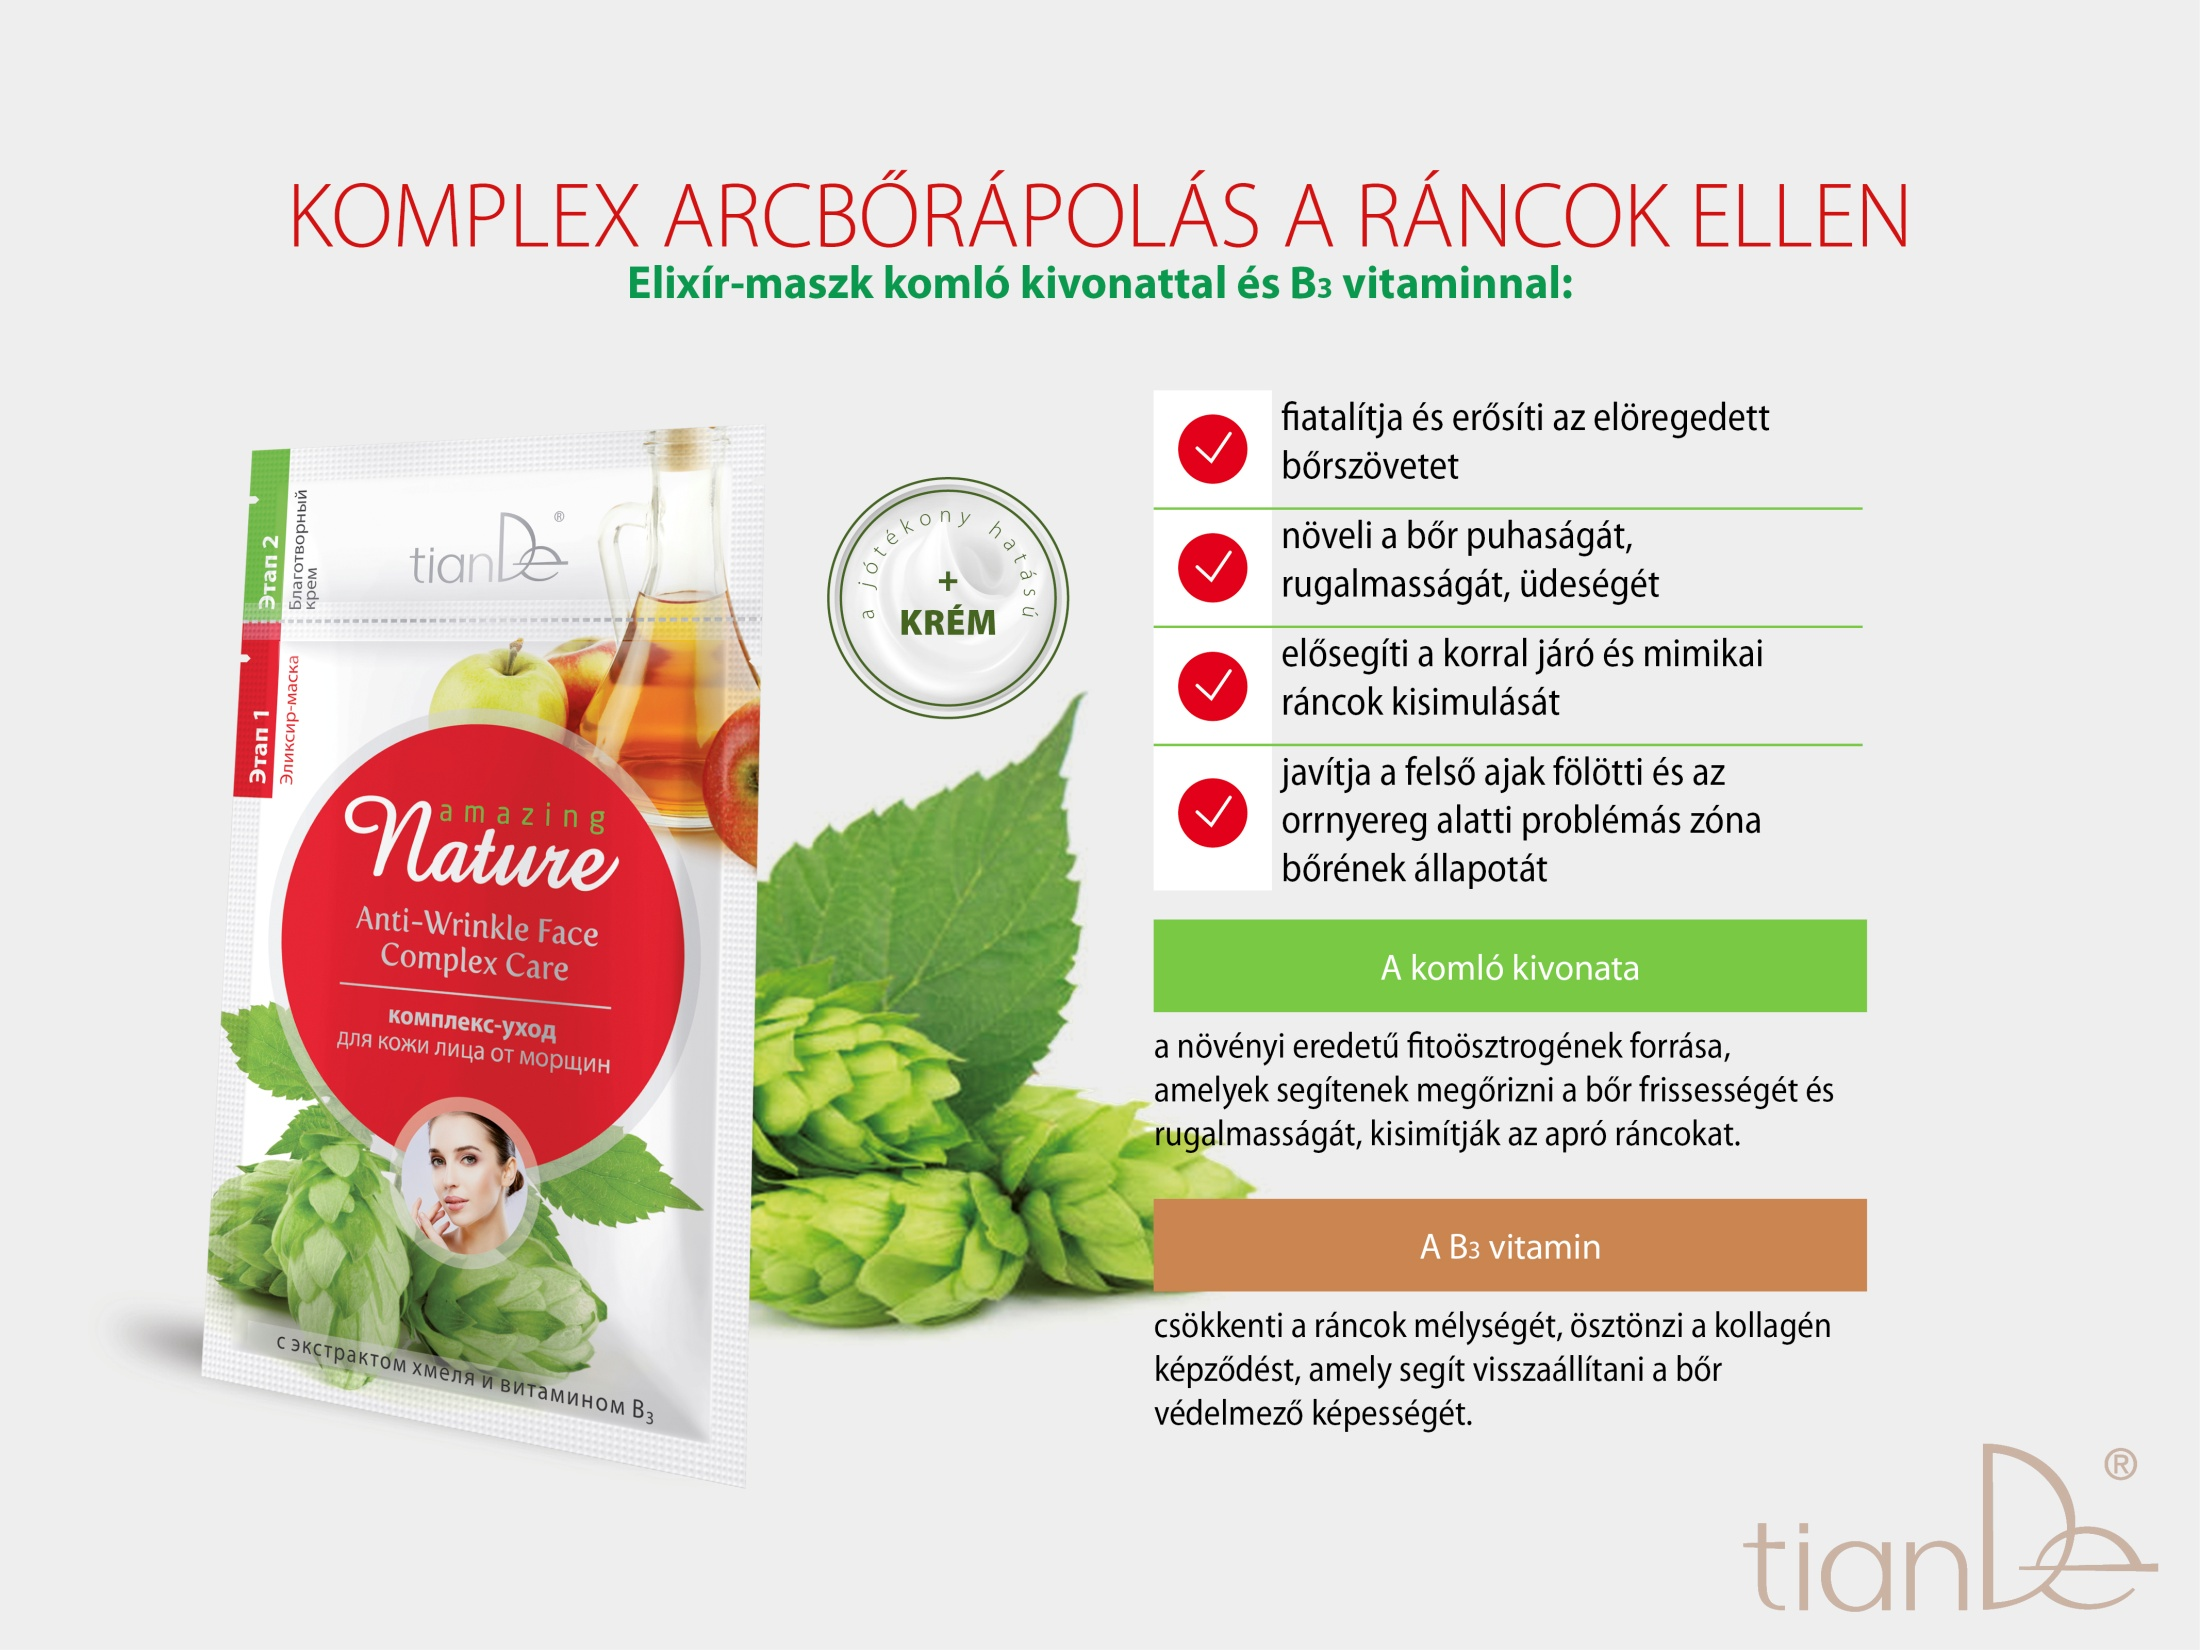 KOMPLEX ARCBŐRÁPOLÁS A RÁNCOK ELLEN
Elixír-maszk komló kivonattal és B3 vitaminnal:
fiatalítja és erősíti az elöregedett
bőrszövetet
növeli a bőr puhaságát,
rugalmasságát, üdeségét
elősegíti a korral járó és mimikai
ráncok kisimulását
javítja a felső ajak fölötti és az
orrnyereg alatti problémás zóna
bőrének állapotát
A komló kivonata
a növényi eredetű fitoösztrogének forrása,
amelyek segítenek megőrizni a bőr frissességét és
rugalmasságát, kisimítják az apró ráncokat.
A B3 vitamin
csökkenti a ráncok mélységét, ösztönzi a kollagén
képződést, amely segít visszaállítani a bőr
védelmező képességét.
a jótékony hatású
+
KRÉM
Этап 2
Благотворный
крем
Этап 1
Эликсир-маска
tianDe®
amazing
Nature
Anti-Wrinkle Face
Complex Care
комплекс-уход
для кожи лица от морщин
с экстрактом хмеля и витамином B3
tianDe®